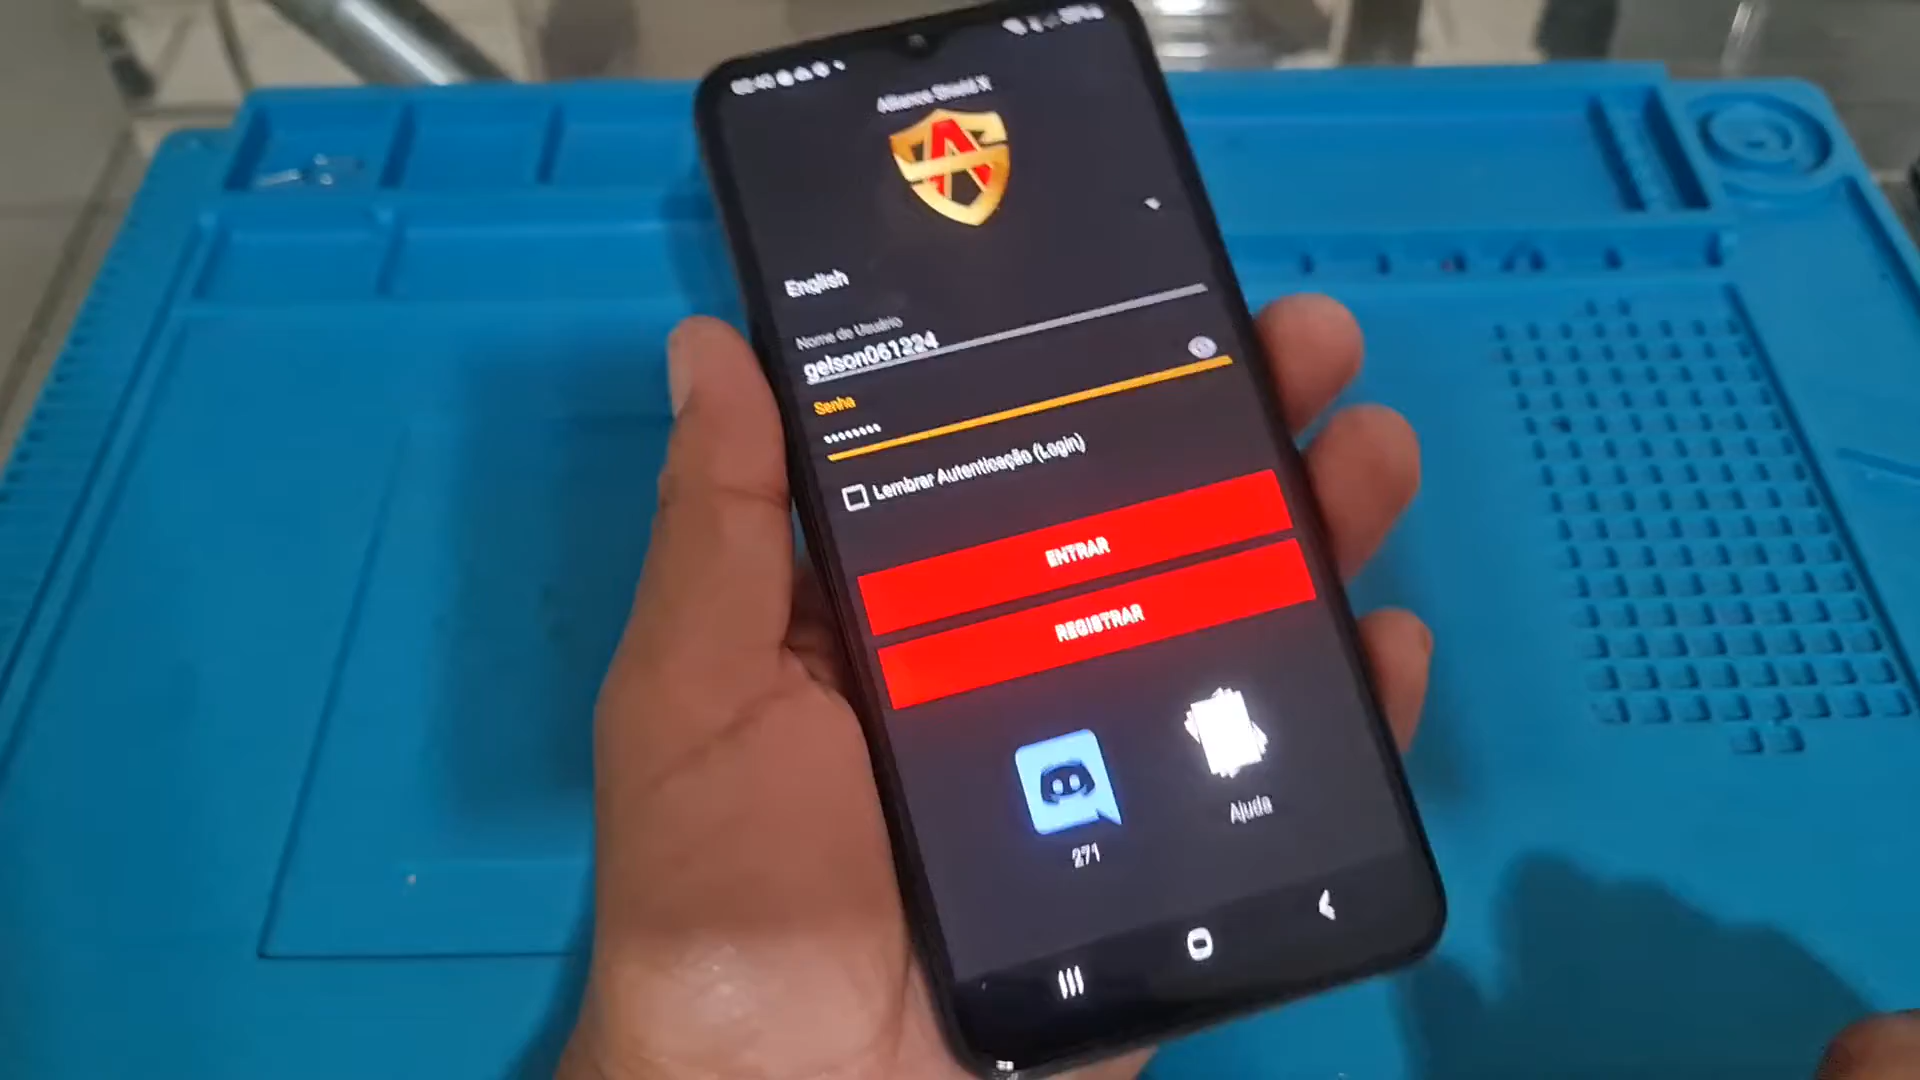 Alliance Shield X
English
Nome de Usuário
gelson061224
Senha
Lembrar Autenticação (Login)
ENTRAR
REGISTRAR
271
Ajuda